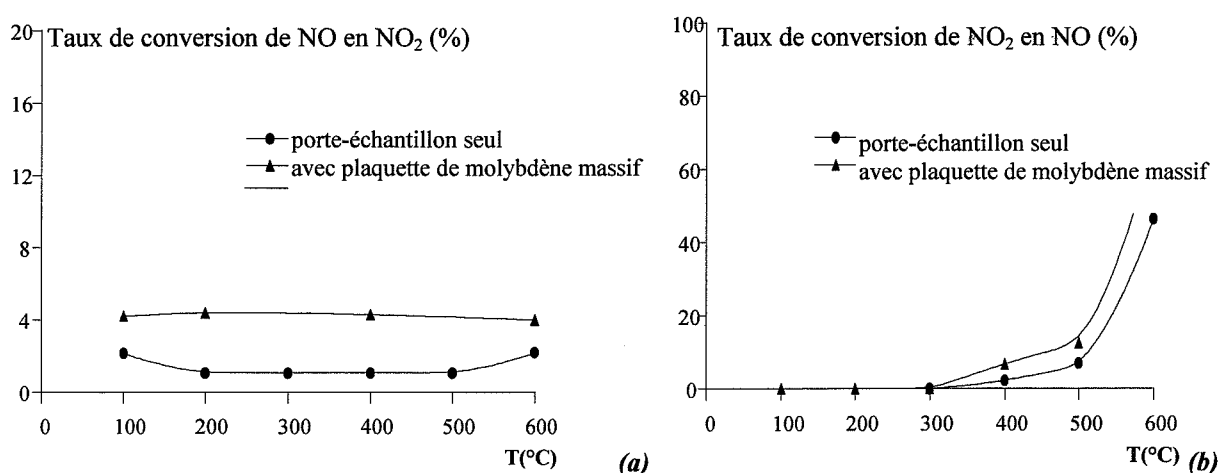 Taux de conversion de NO en NO₂ (%)
20
16
12
8
4
0
porte-échantillon seul
avec plaquette de molybdène massif
0 100 200 300 400 500 600
T(°C)
(a)
Taux de conversion de NO₂ en NO (%)
100
80
60
40
20
0
porte-échantillon seul
avec plaquette de molybdène massif
0 100 200 300 400 500 600
T(°C)
(b)